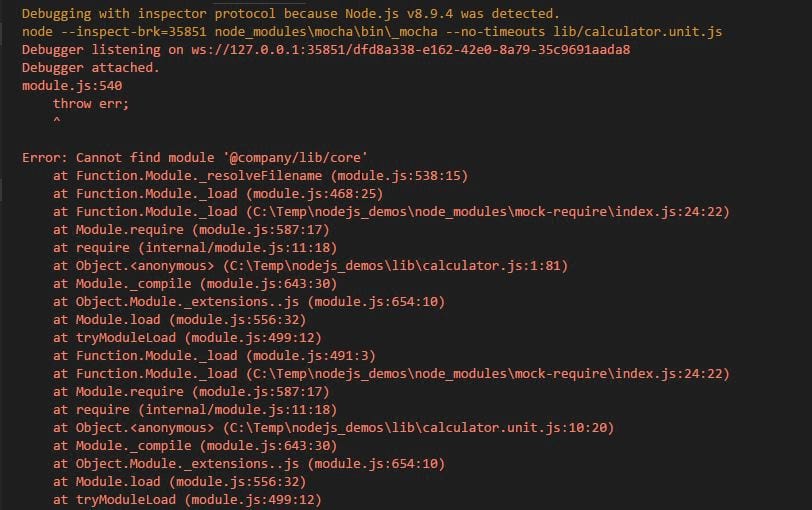 Debugging with inspector protocol because Node.js v8.9.4 was detected.
node --inspect-brk=35851 node_modules\mocha\bin\_mocha --no-timeouts lib/calculator.unit.js
Debugger listening on ws://127.0.0.1:35851/dfd8a338-e162-42e0-8a79-35c9691aada8
Debugger attached.
module.js:540
    throw err;
    ^

Error: Cannot find module '@company/lib/core'
    at Function.Module._resolveFilename (module.js:538:15)
    at Function.Module._load (module.js:468:25)
    at Function.Module._load (C:\Temp\nodejs_demos\node_modules\mock-require\index.js:24:22)
    at Module.require (module.js:587:17)
    at require (internal/module.js:11:18)
    at Object.<anonymous> (C:\Temp\nodejs_demos\lib\calculator.js:1:81)
    at Module._compile (module.js:643:30)
    at Object.Module._extensions..js (module.js:654:10)
    at Module.load (module.js:556:32)
    at tryModuleLoad (module.js:499:12)
    at Function.Module._load (module.js:491:3)
    at Function.Module._load (C:\Temp\nodejs_demos\node_modules\mock-require\index.js:24:22)
    at Module.require (module.js:587:17)
    at require (internal/module.js:11:18)
    at Object.<anonymous> (C:\Temp\nodejs_demos\lib\calculator.unit.js:10:20)
    at Module._compile (module.js:643:30)
    at Object.Module._extensions..js (module.js:654:10)
    at Module.load (module.js:556:32)
    at tryModuleLoad (module.js:499:12)